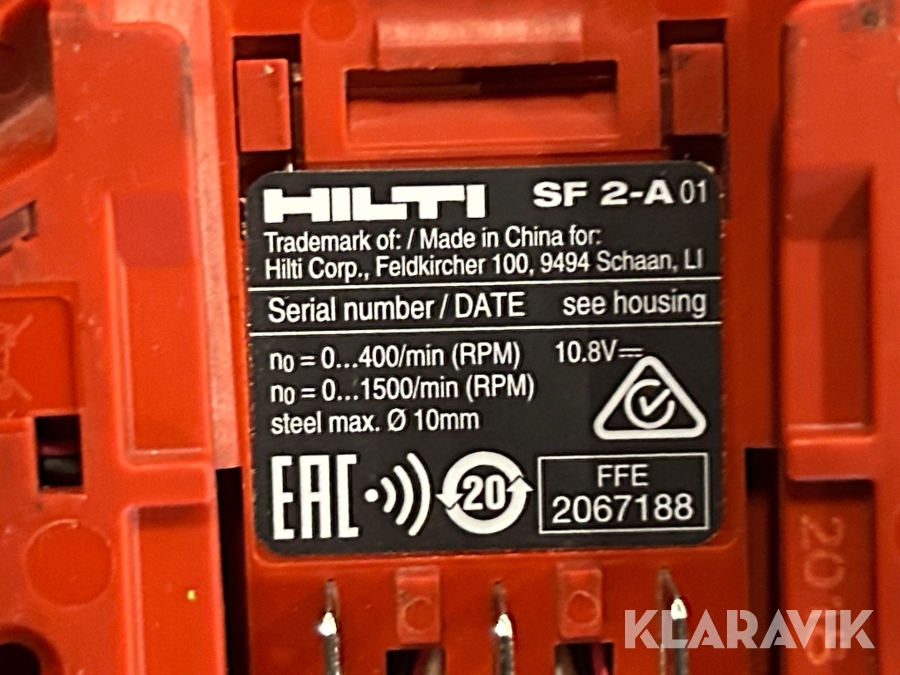 HILTI SF 2-A 01
Trademark of: / Made in China for:
Hilti Corp., Feldkircher 100, 9494 Schaan, LI
Serial number / DATE see housing
n₀ = 0...400/min (RPM) 10.8V⎓
n₀ = 0...1500/min (RPM)
steel max. Ø 10mm
EAC
20
FFE
2067188
KLARAVIK